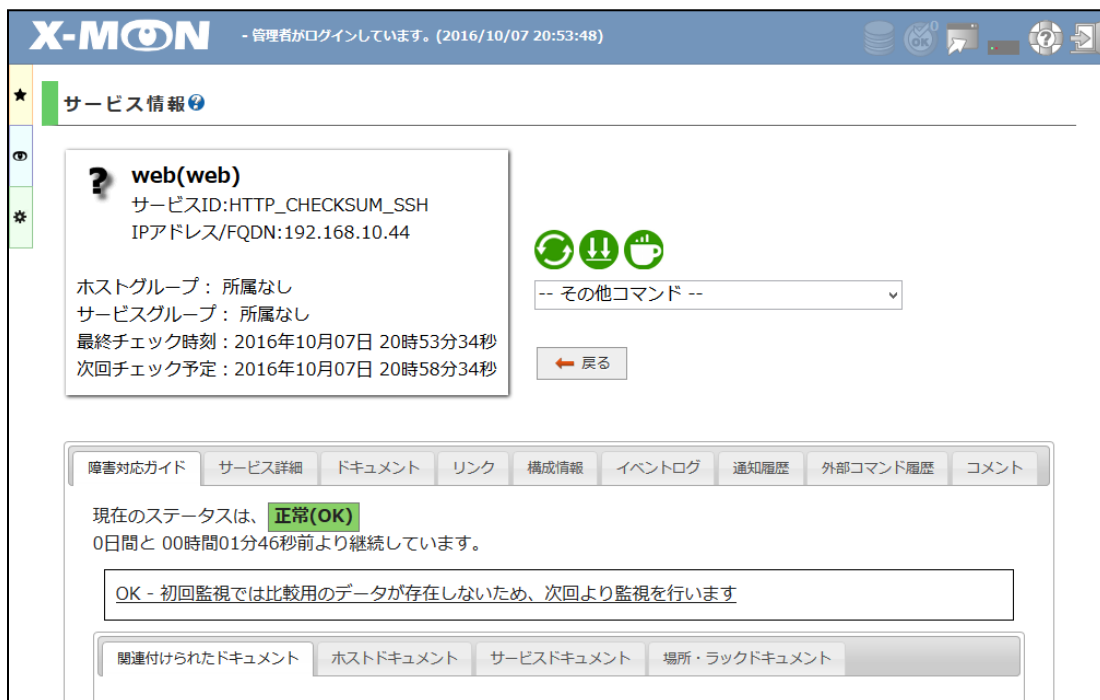 X-MON - 管理者がログインしています。(2016/10/07 20:53:48)
OK 0
サービス情報
web(web)
サービスID:HTTP_CHECKSUM_SSH
IPアドレス/FQDN:192.168.10.44
ホストグループ： 所属なし
サービスグループ： 所属なし
最終チェック時刻：2016年10月07日 20時53分34秒
次回チェック予定：2016年10月07日 20時58分34秒
-- その他コマンド --
戻る
障害対応ガイド サービス詳細 ドキュメント リンク 構成情報 イベントログ 通知履歴 外部コマンド履歴 コメント
現在のステータスは、 正常(OK)
0日間と 00時間01分46秒前より継続しています。
OK - 初回監視では比較用のデータが存在しないため、次回より監視を行います
関連付けられたドキュメント ホストドキュメント サービスドキュメント 場所・ラックドキュメント